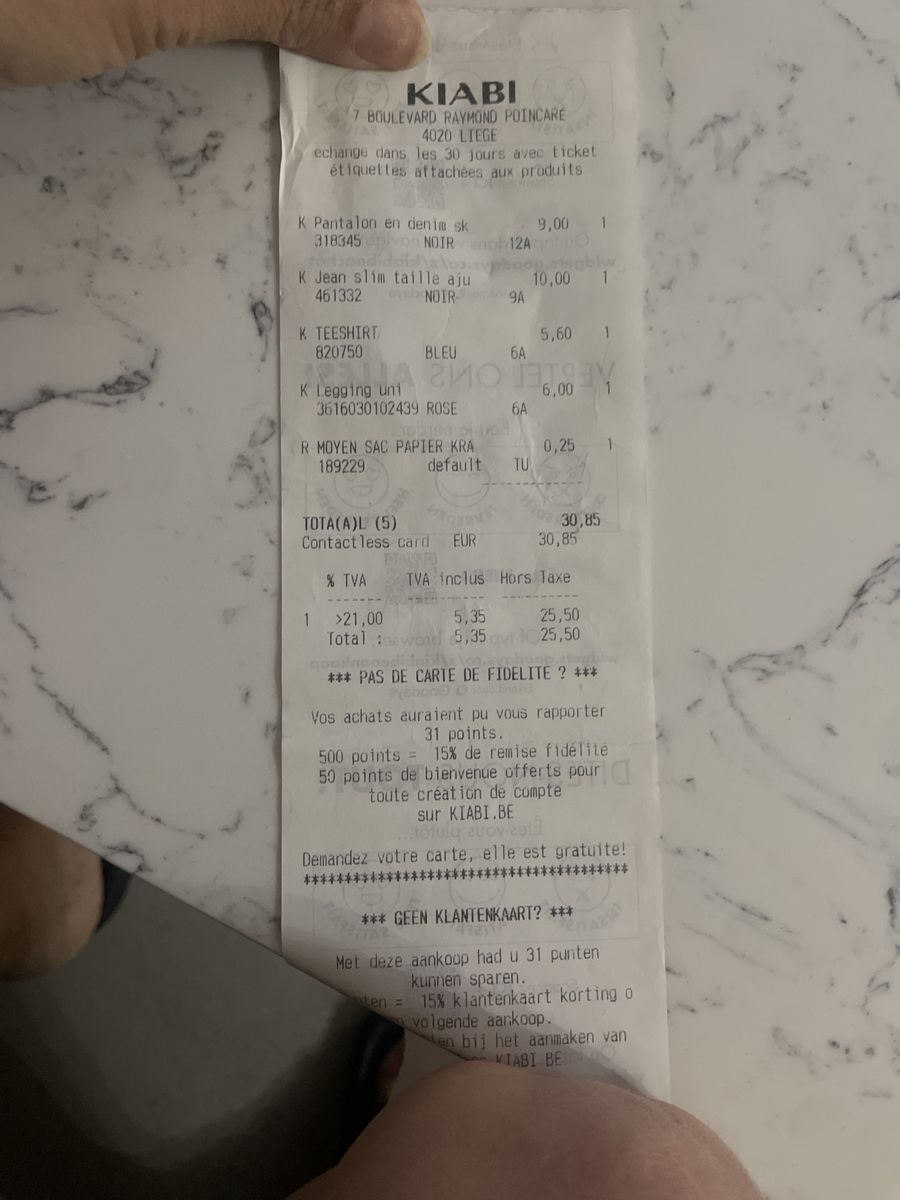 KIABI
7 BOULEVARD RAYMOND POINCARE
4020 LIEGE
echange dans les 30 jours avec ticket
étiquettes attachées aux produits
K Pantalon en denim sk 9,00 1
318345 NOIR 12A
K Jean slim taille aju 10,00 1
461332 NOIR 9A
K TEESHIRT 5,60 1
820750 BLEU 6A
K Legging uni 6,00 1
3616030102439 ROSE 6A
R MOYEN SAC PAPIER KRA 0,25 1
189229 default TU
------------
TOTA(A)L (5) 30,85
Contactless card EUR 30,85
% TVA TVA inclus Hors Taxe
------- --------- ---------
1 >21,00 5,35 25,50
Total : 5,35 25,50
*** PAS DE CARTE DE FIDELITE ? ***
Vos achats auraient pu vous rapporter
31 points.
500 points = 15% de remise fidélité
50 points de bienvenue offerts pour
toute création de compte
sur KIABI.BE
Demandez votre carte, elle est gratuite!
****************************************
*** GEEN KLANTENKAART? ***
Met deze aankoop had u 31 punten
kunnen sparen.
= 15% klantenkaart korting o
volgende aankoop.
bij het aanmaken van
KIABI BE